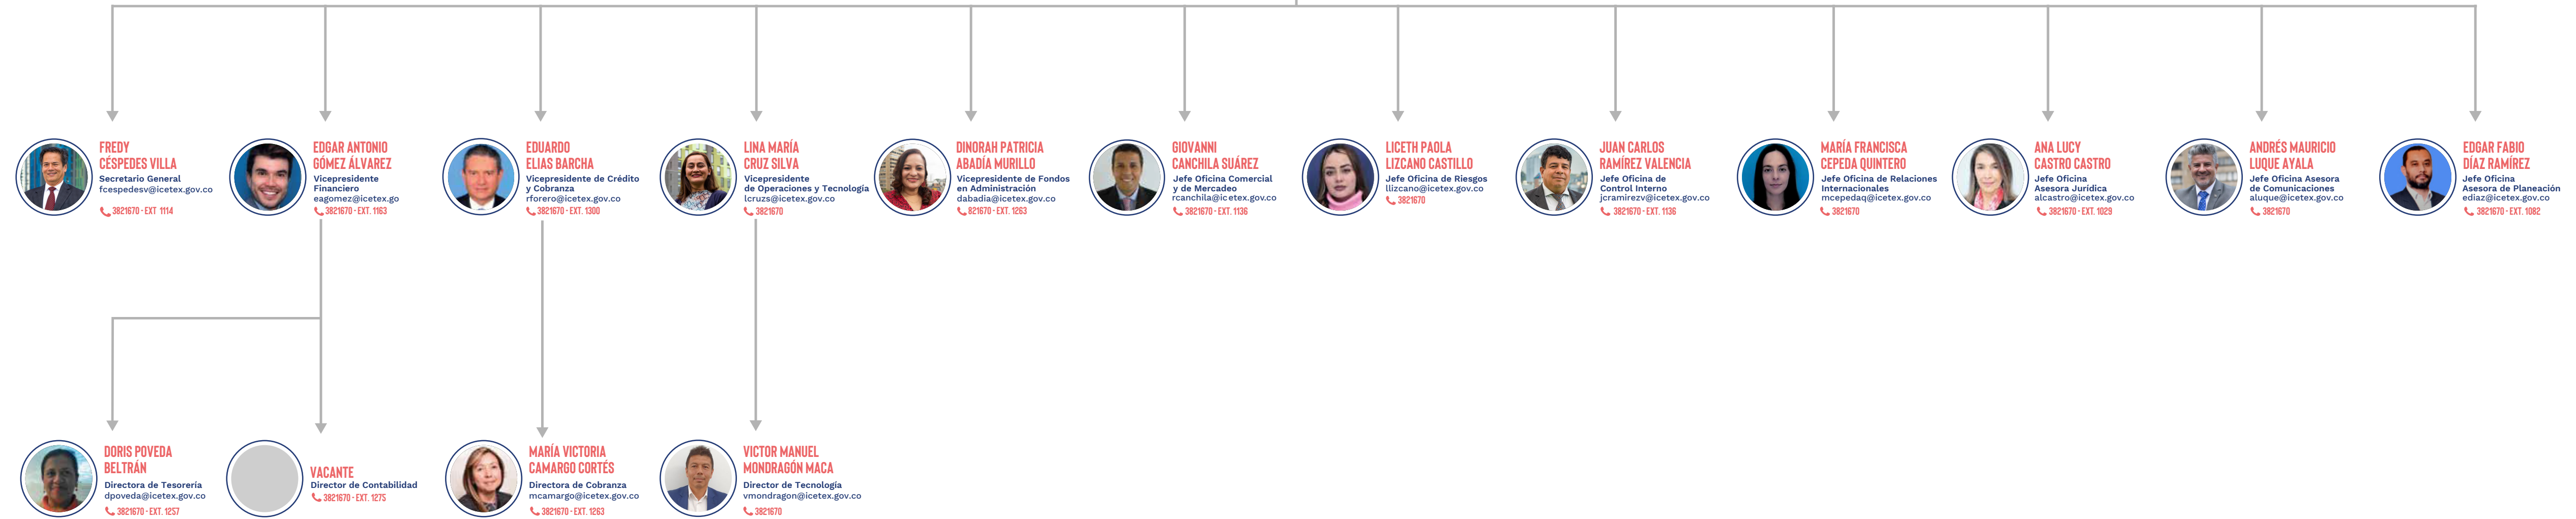 FREDY
CÉSPEDES VILLA
Secretario General
fcespedesv@icetex.gov.co
3821670 - EXT 1114
EDGAR ANTONIO
GÓMEZ ÁLVAREZ
Vicepresidente
Financiero
eagomez@icetex.go
3821670 - EXT. 1163
EDUARDO
ELIAS BARCHA
Vicepresidente de Crédito
y Cobranza
rforero@icetex.gov.co
3821670 - EXT. 1300
LINA MARÍA
CRUZ SILVA
Vicepresidente
de Operaciones y Tecnología
lcruzs@icetex.gov.co
3821670
DINORAH PATRICIA
ABADÍA MURILLO
Vicepresidente de Fondos
en Administración
dabadia@icetex.gov.co
821670 - EXT. 1263
GIOVANNI
CANCHILA SUÁREZ
Jefe Oficina Comercial
y de Mercadeo
rcanchila@icetex.gov.co
3821670 - EXT. 1136
LICETH PAOLA
LIZCANO CASTILLO
Jefe Oficina de Riesgos
llizcano@icetex.gov.co
3821670
JUAN CARLOS
RAMÍREZ VALENCIA
Jefe Oficina de
Control Interno
jcramirezv@icetex.gov.co
3821670 - EXT. 1136
MARÍA FRANCISCA
CEPEDA QUINTERO
Jefe Oficina de Relaciones
Internacionales
mcepedaq@icetex.gov.co
3821670
ANA LUCY
CASTRO CASTRO
Jefe Oficina
Asesora Jurídica
alcastro@icetex.gov.co
3821670 - EXT. 1029
ANDRÉS MAURICIO
LUQUE AYALA
Jefe Oficina Asesora
de Comunicaciones
aluque@icetex.gov.co
3821670
EDGAR FABIO
DÍAZ RAMÍREZ
Jefe Oficina
Asesora de Planeación
ediaz@icetex.gov.co
3821670 - EXT. 1082
DORIS POVEDA
BELTRÁN
Directora de Tesorería
dpoveda@icetex.gov.co
3821670 - EXT. 1257
VACANTE
Director de Contabilidad
3821670 - EXT. 1275
MARÍA VICTORIA
CAMARGO CORTÉS
Directora de Cobranza
mcamargo@icetex.gov.co
3821670 - EXT. 1263
VICTOR MANUEL
MONDRAGÓN MACA
Director de Tecnología
vmondragon@icetex.gov.co
3821670